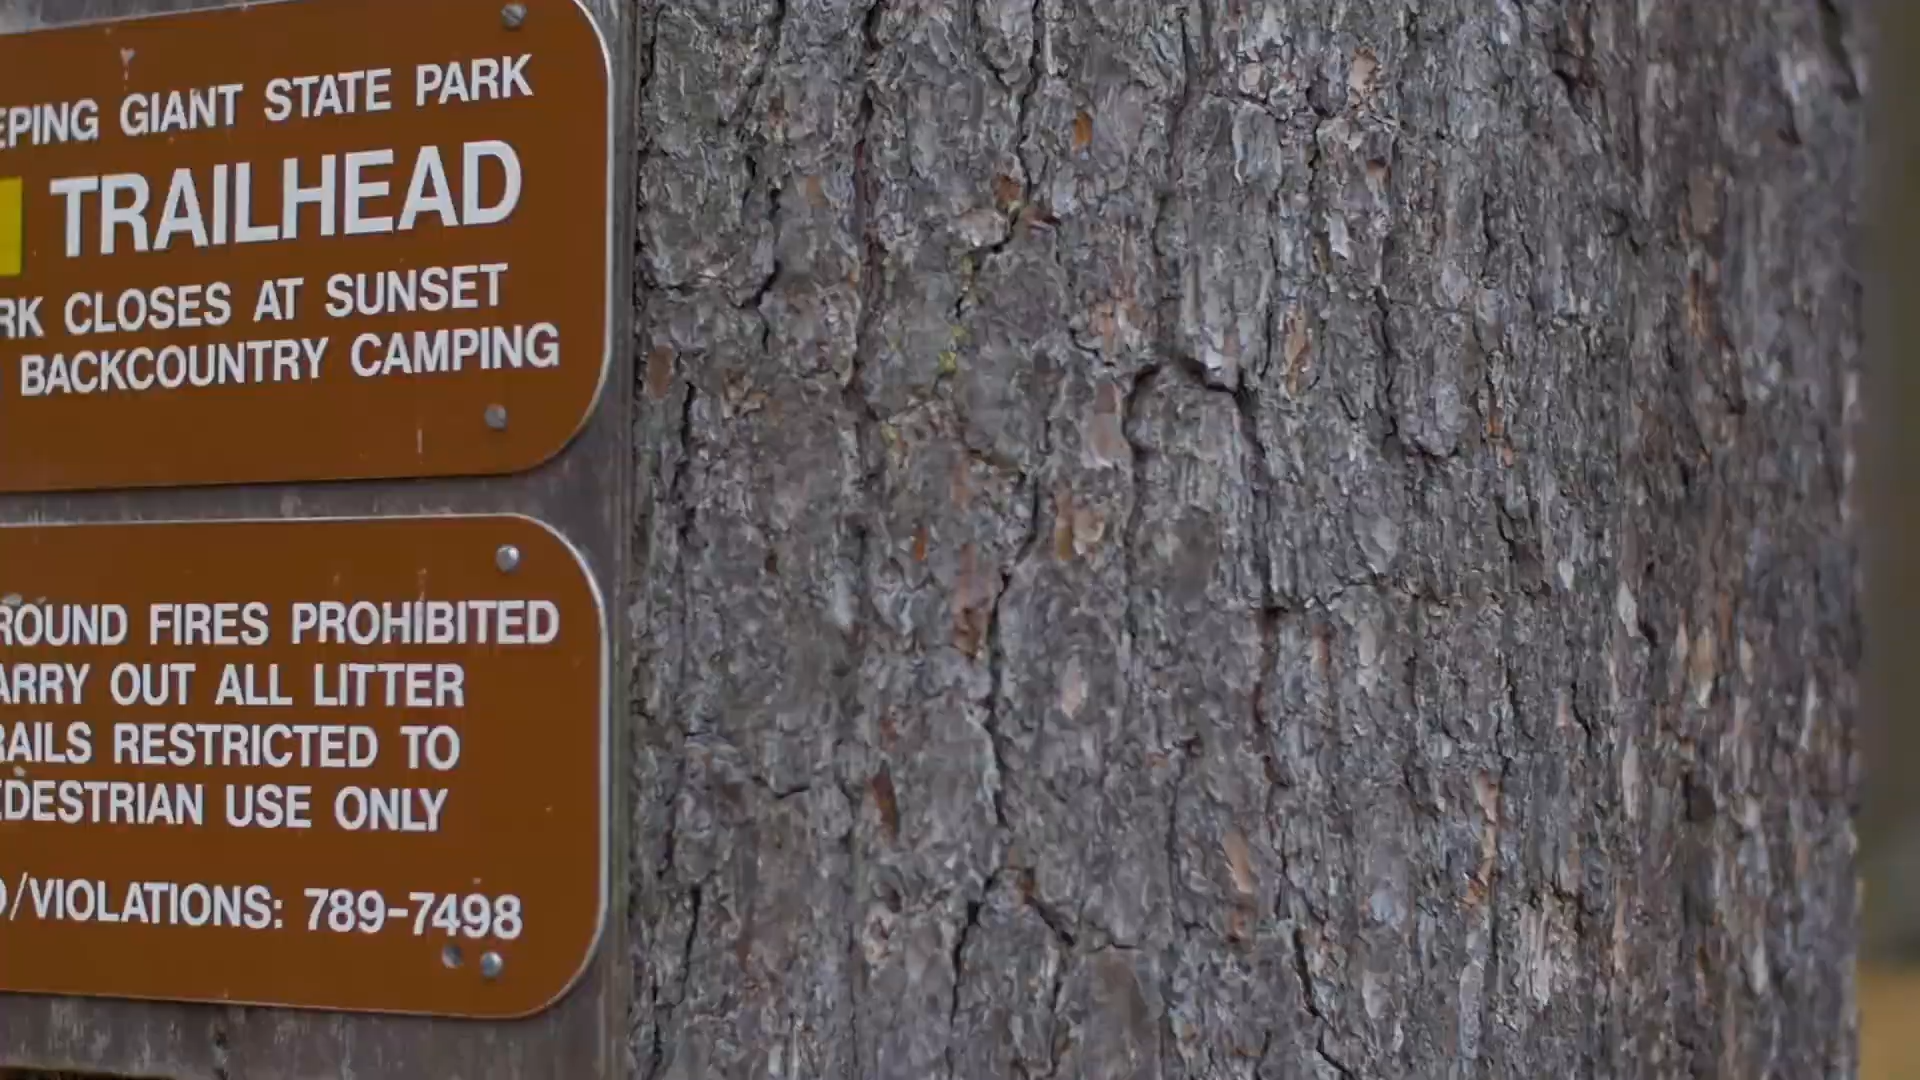 EPING GIANT STATE PARK
TRAILHEAD
RK CLOSES AT SUNSET
BACKCOUNTRY CAMPING
ROUND FIRES PROHIBITED
ARRY OUT ALL LITTER
RAILS RESTRICTED TO
EDESTRIAN USE ONLY
/VIOLATIONS: 789-7498